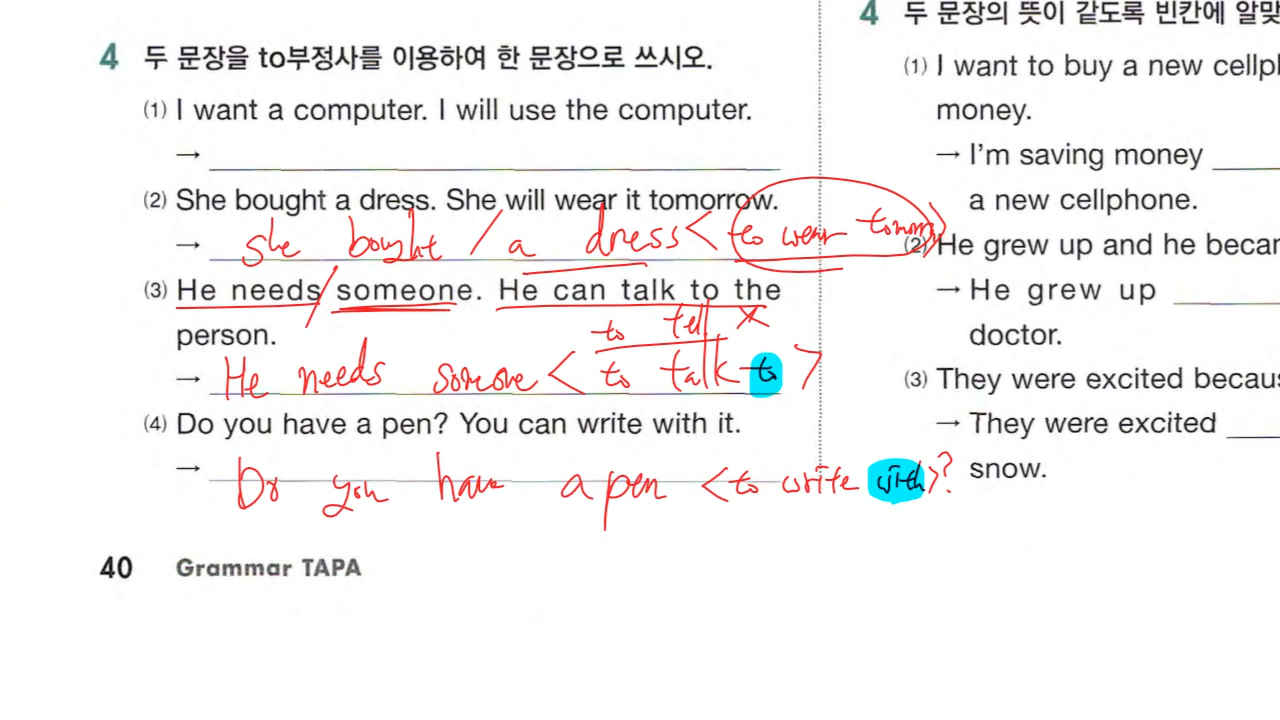 4 두 문장을 to부정사를 이용하여 한 문장으로 쓰시오.
(1) I want a computer. I will use the computer.
→
(2) She bought a dress. She will wear it tomorrow.
→ she bought / a dress < to wear
(3) He needs / someone. He can talk to the
person.
to tell ×
→ He needs someone < to talk to >
(4) Do you have a pen? You can write with it.
→ Do you have a pen < to write with >?
40 Grammar TAPA
4 두 문장의 뜻이 같도록 빈칸에 알맞
(1) I want to buy a new cellp
money.
→ I'm saving money
a new cellphone.
(2) He grew up and he becar
→ He grew up
doctor.
(3) They were excited becau
→ They were excited
snow.